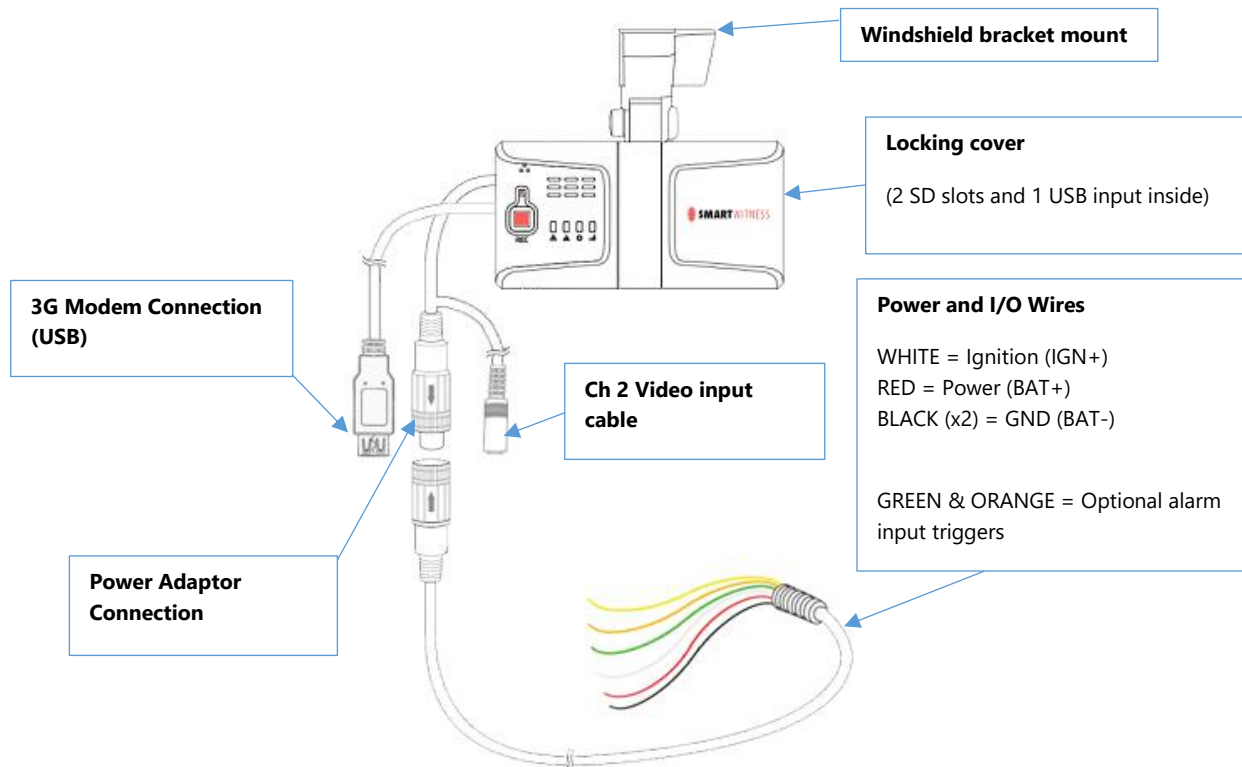 Windshield bracket mount
Locking cover
(2 SD slots and 1 USB input inside)
SMARTWITNESS
REC
3G Modem Connection
(USB)
Power and I/O Wires
WHITE = Ignition (IGN+)
RED = Power (BAT+)
BLACK (x2) = GND (BAT-)
GREEN & ORANGE = Optional alarm
input triggers
Ch 2 Video input
cable
Power Adaptor
Connection